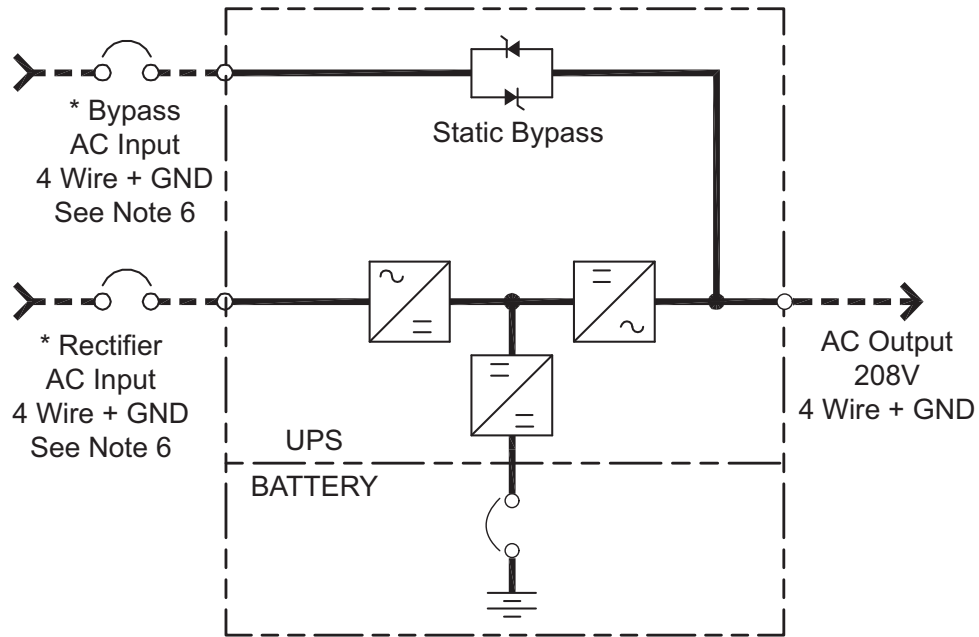 * Bypass
AC Input
4 Wire + GND
See Note 6
Static Bypass
* Rectifier
AC Input
4 Wire + GND
See Note 6
AC Output
208V
4 Wire + GND
UPS
BATTERY